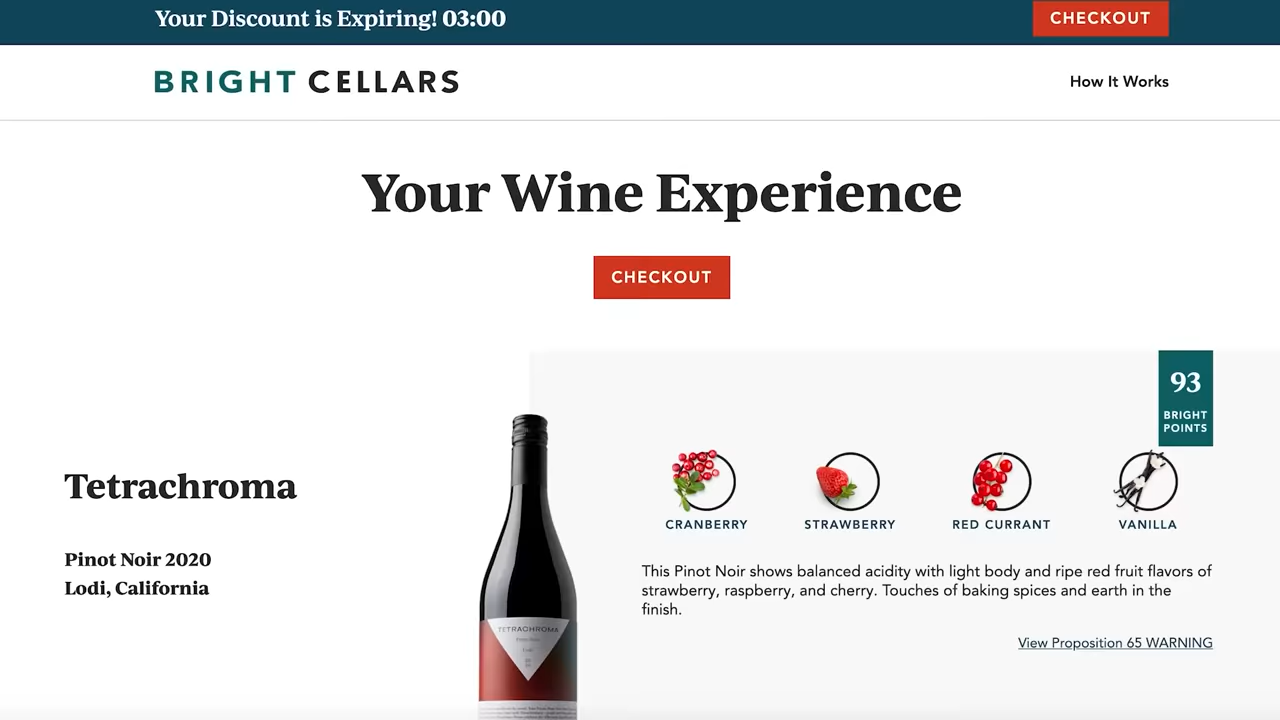 Your Discount is Expiring! 03:00
CHECKOUT
BRIGHT CELLARS
How It Works
Your Wine Experience
CHECKOUT
93
BRIGHT
POINTS
Tetrachroma
Pinot Noir 2020
Lodi, California
CRANBERRY
STRAWBERRY
RED CURRANT
VANILLA
This Pinot Noir shows balanced acidity with light body and ripe red fruit flavors of
strawberry, raspberry, and cherry. Touches of baking spices and earth in the
finish.
View Proposition 65 WARNING
TETRACHROMA